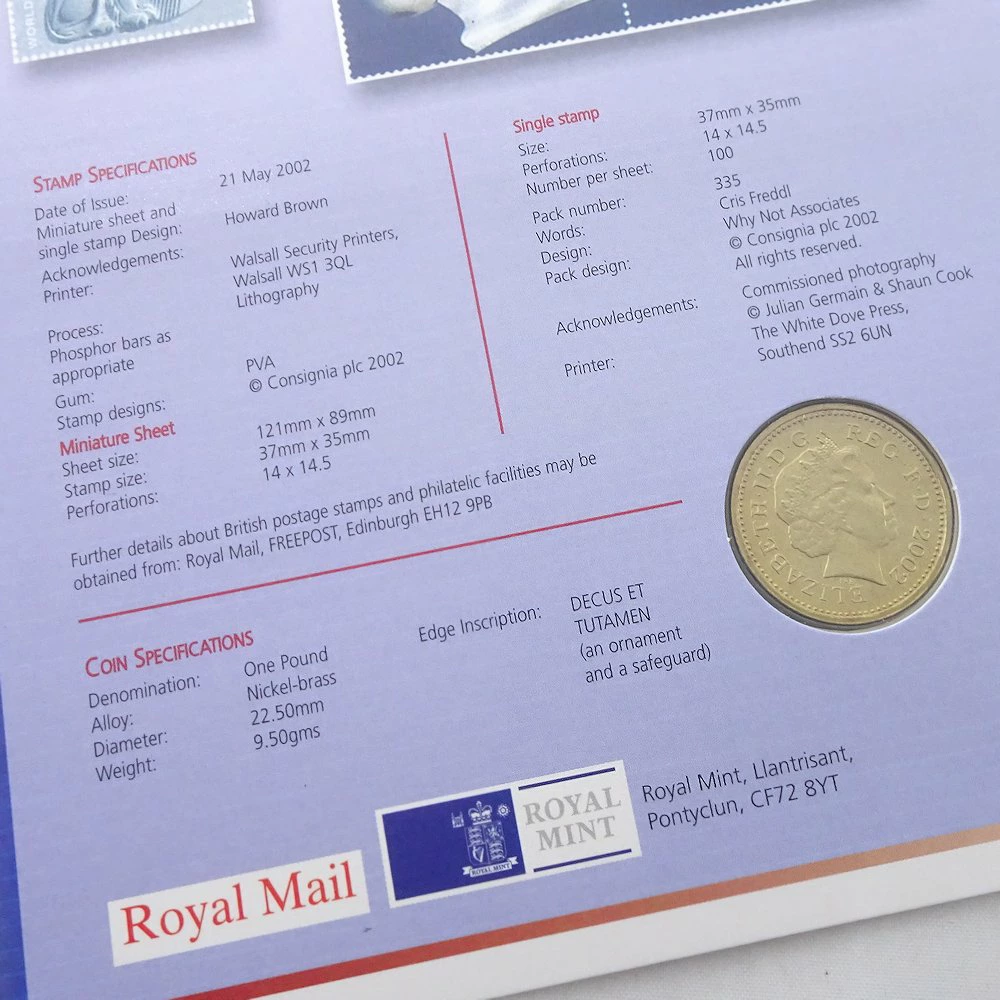 WORLD
STAMP SPECIFICATIONS
Date of Issue: 21 May 2002
Miniature sheet and
single stamp Design: Howard Brown
Acknowledgements:
Printer: Walsall Security Printers,
Walsall WS1 3QL
Process: Lithography
Phosphor bars as
appropriate
Gum: PVA
Stamp designs: © Consignia plc 2002
Miniature Sheet
Sheet size: 121mm x 89mm
Stamp size: 37mm x 35mm
Perforations: 14 x 14.5
Single stamp
Size: 37mm x 35mm
Perforations: 14 x 14.5
Number per sheet: 100
Pack number: 335
Words: Cris Freddl
Design: Why Not Associates
Pack design: © Consignia plc 2002
All rights reserved.
Acknowledgements: Commissioned photography
© Julian Germain & Shaun Cook
Printer: The White Dove Press,
Southend SS2 6UN
Further details about British postage stamps and philatelic facilities may be
obtained from: Royal Mail, FREEPOST, Edinburgh EH12 9PB
ELIZABETH·II·D·G REG·F·D·2002
COIN SPECIFICATIONS
Denomination: One Pound
Alloy: Nickel-brass
Diameter: 22.50mm
Weight: 9.50gms
Edge Inscription: DECUS ET
TUTAMEN
(an ornament
and a safeguard)
Royal Mail
ROYAL MINT
ROYAL
MINT
Royal Mint, Llantrisant,
Pontyclun, CF72 8YT